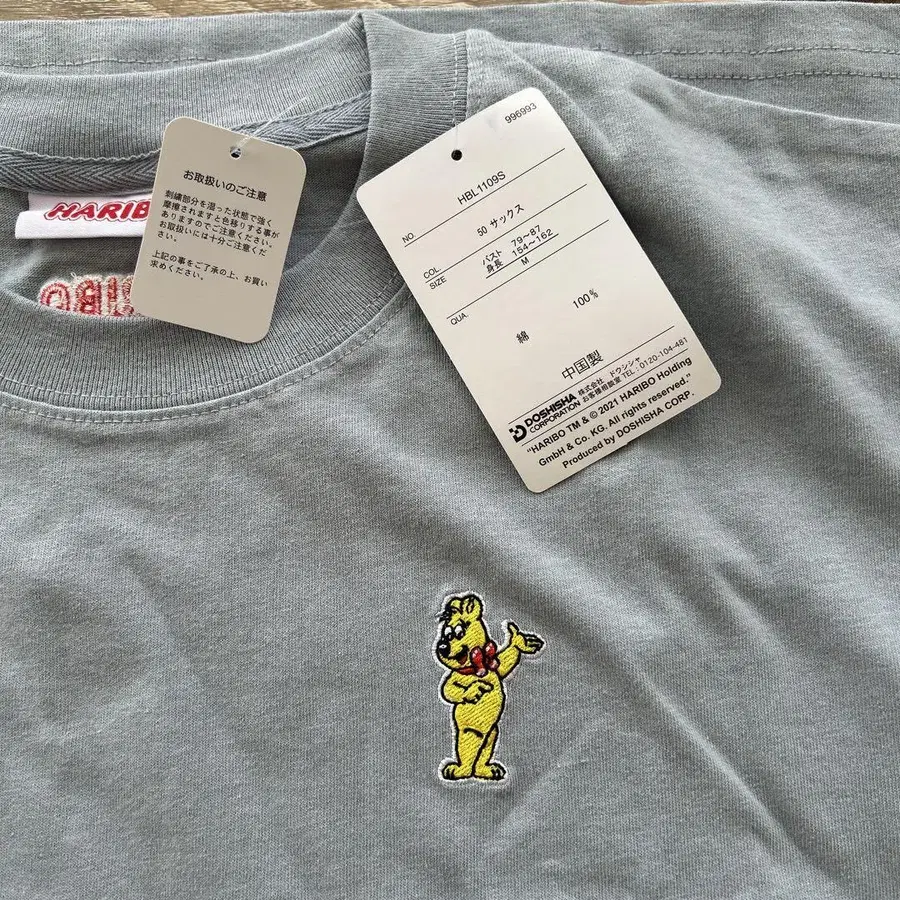 お取扱いのご注意
刺繍部分を湿った状態で強く
摩擦されますと色移りする事が
ありますのでご注意ください。
お取扱いには十分ご注意くださ
い。
上記の事をご了承の上、お買い
求めください。
HARIB
996993
NO. HBL1109S
COL 50 サックス
SIZE バスト 79~87
身長 154~162
M
QUA.
綿 100%
中国製
DOSHISHA CORPORATION 株式会社 ドウシシャ
お客様相談室 TEL:0120-104-481
"HARIBO TM & © 2021 HARIBO Holding
GmbH & Co. KG. All rights reserved."
Produced by DOSHISHA CORP.